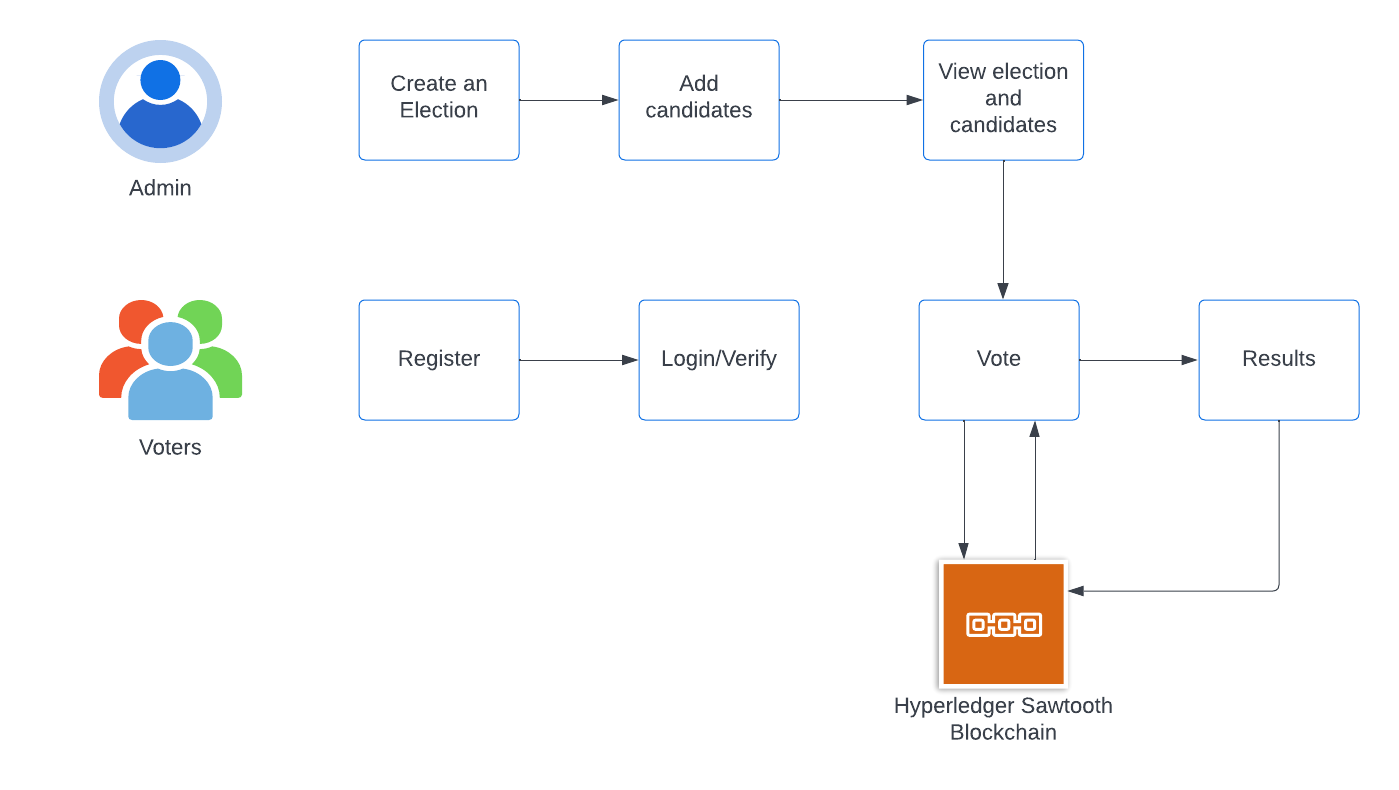 Create an
Election
Add
candidates
View election
and
candidates
Admin
Register
Login/Verify
Vote
Results
Voters
Hyperledger Sawtooth
Blockchain